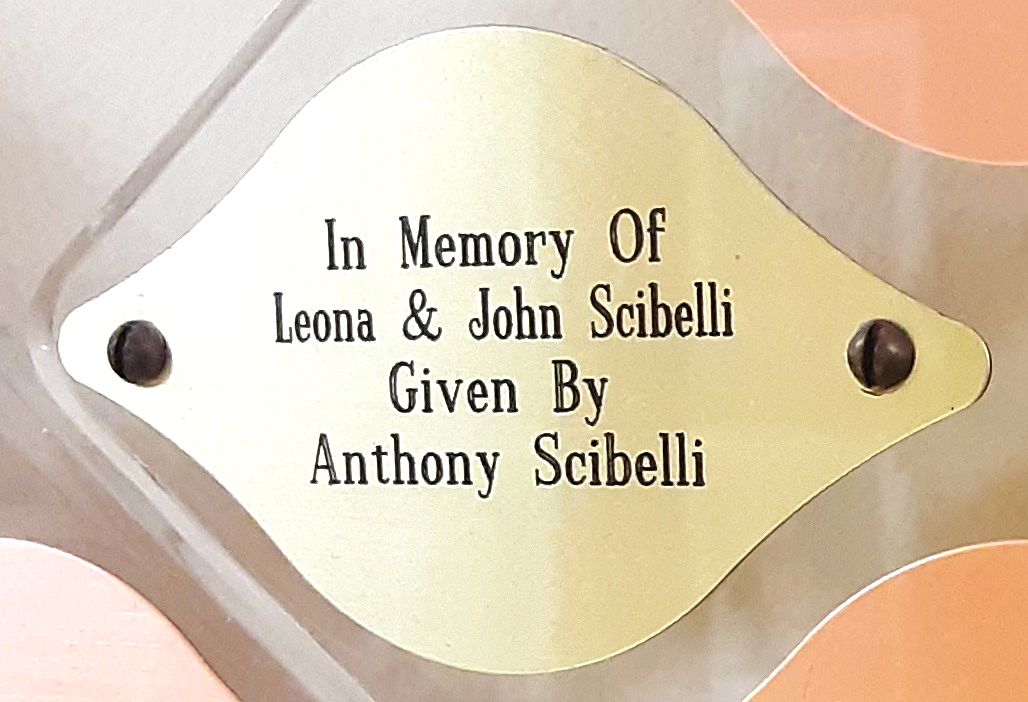 In Memory Of
Leona & John Scibelli
Given By
Anthony Scibelli